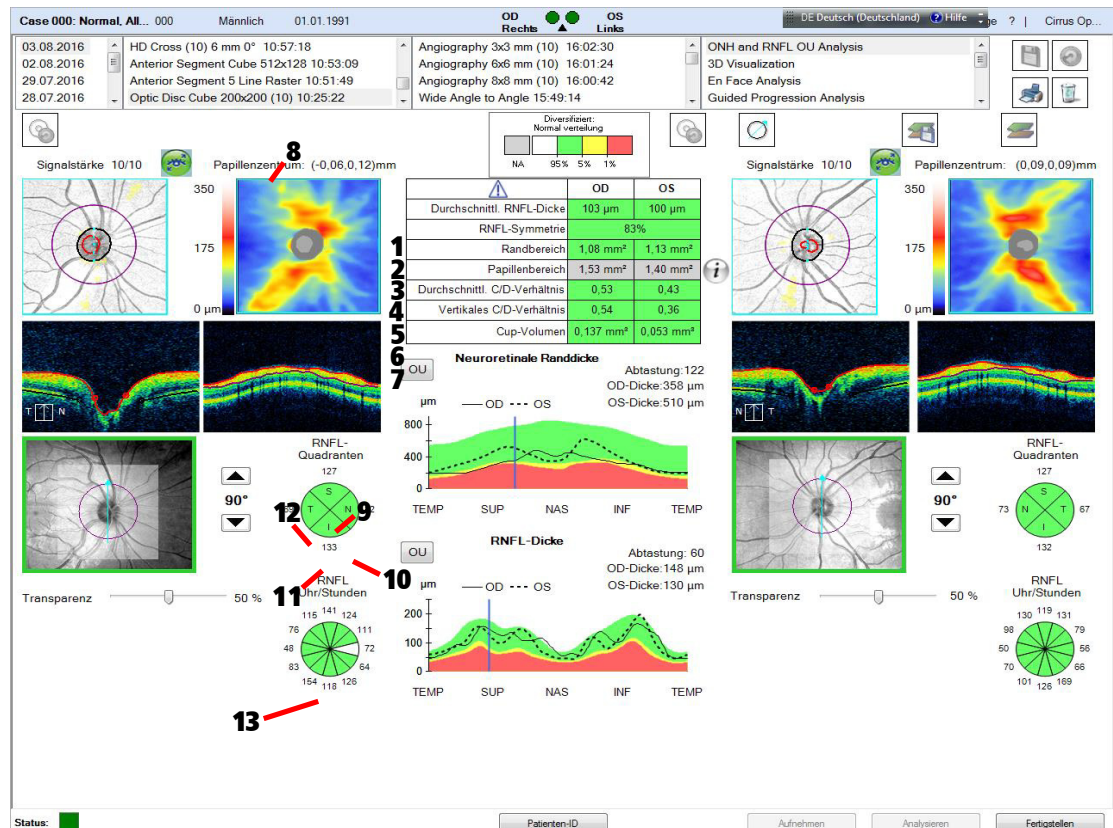 Case 000: Normal, All... 000 Männlich 01.01.1991
OD OS
Rechts Links
DE Deutsch (Deutschland) ? Hilfe
ge ? | Cirrus Op...
03.08.2016
02.08.2016
29.07.2016
28.07.2016
HD Cross (10) 6 mm 0° 10:57:18
Anterior Segment Cube 512x128 10:53:09
Anterior Segment 5 Line Raster 10:51:49
Optic Disc Cube 200x200 (10) 10:25:22
Angiography 3x3 mm (10) 16:02:30
Angiography 6x6 mm (10) 16:01:24
Angiography 8x8 mm (10) 16:00:42
Wide Angle to Angle 15:49:14
ONH and RNFL OU Analysis
3D Visualization
En Face Analysis
Guided Progression Analysis
Diversifiziert:
Normal verteilung
NA 95% 5% 1%
Signalstärke 10/10
8
Papillenzentrum: (-0,06,0,12)mm
350
175
0 µm
OD OS
Durchschnittl. RNFL-Dicke 103 µm 100 µm
RNFL-Symmetrie 83%
1 Randbereich 1,08 mm² 1,13 mm²
2 Papillenbereich 1,53 mm² 1,40 mm²
3 Durchschnittl. C/D-Verhältnis 0,53 0,43
4 Vertikales C/D-Verhältnis 0,54 0,36
5 Cup-Volumen 0,137 mm³ 0,053 mm³
i
Signalstärke 10/10
Papillenzentrum: (0,09,0,09)mm
350
175
0 µm
T N
N T
6
7
OU
Neuroretinale Randdicke
Abtastung:122
OD-Dicke:358 µm
OS-Dicke:510 µm
µm
OD --- OS
800
400
0
TEMP SUP NAS INF TEMP
90°
RNFL-
Quadranten
127
S
T N
I
133
12
9
11
10
OU
RNFL-Dicke
Abtastung: 60
OD-Dicke:148 µm
OS-Dicke:130 µm
µm
OD --- OS
200
100
0
TEMP SUP NAS INF TEMP
Transparenz 50 %
RNFL
Uhr/Stunden
115 141 124
76 111
48 72
83 64
154 118 126
13
90°
RNFL-
Quadranten
127
S
73 N T 67
I
132
Transparenz 50 %
RNFL
Uhr/Stunden
130 119 131
98 79
50 56
70 66
101 126 169
Status:
Patienten-ID
Aufnehmen
Analysieren
Fertigstellen